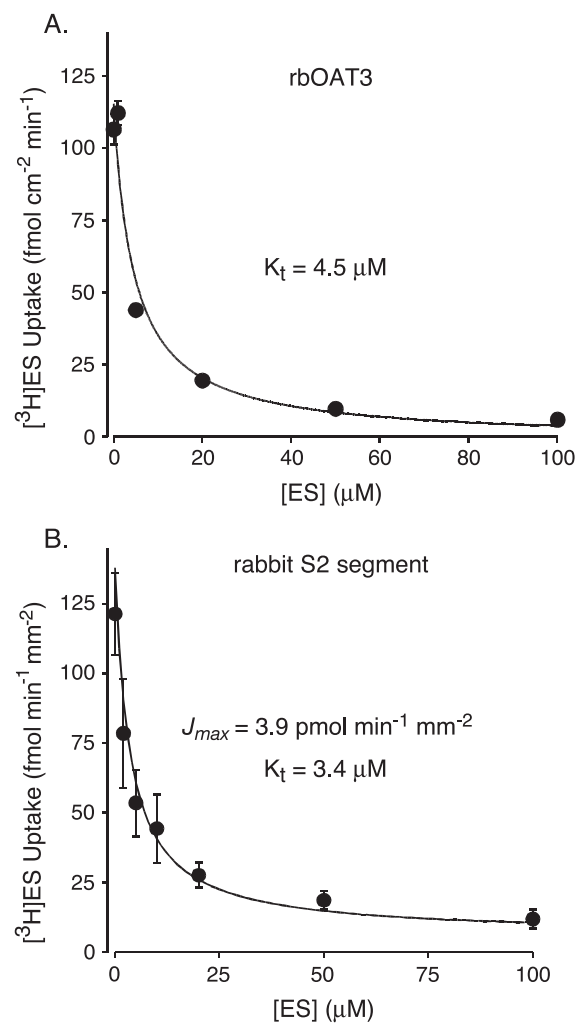 A.
rbOAT3
[³H]ES Uptake (fmol cm⁻² min⁻¹)
125
100
75
50
25
0
Kₜ = 4.5 μM
0 20 40 60 80 100
[ES] (μM)
B.
rabbit S2 segment
[³H]ES Uptake (fmol min⁻¹ mm⁻²)
125
100
75
50
25
0
Jₘₐₓ = 3.9 pmol min⁻¹ mm⁻²
Kₜ = 3.4 μM
0 25 50 75 100
[ES] (μM)